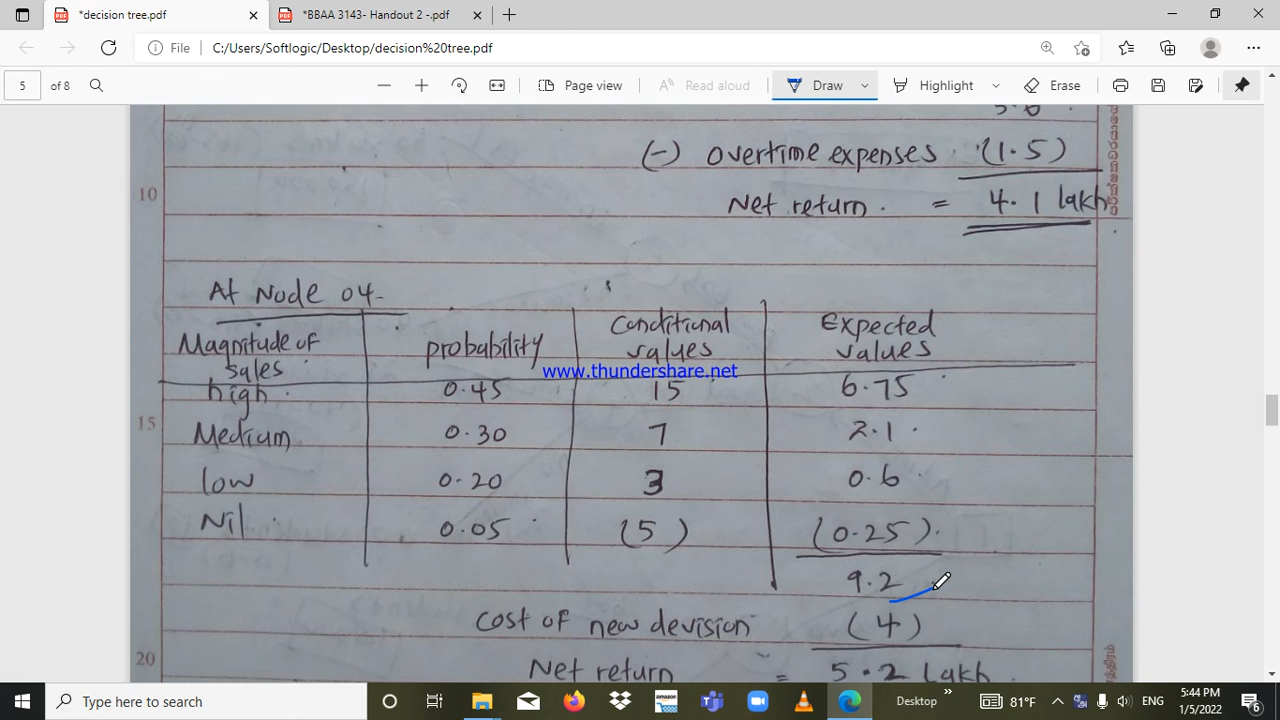 *decision tree.pdf
*BBAA 3143- Handout 2 -.pdf
File C:/Users/Softlogic/Desktop/decision%20tree.pdf
5 of 8 Page view Read aloud Draw Highlight Erase
(-) overtime expenses (1.5)
10
Net return = 4.1 lakh
At Node 04
Magnitude of sales probability Conditional values Expected values
www.thundershare.net
high 0.45 15 6.75
15
Medium 0.30 7 2.1
low 0.20 3 0.6
Nil 0.05 (5) (0.25)
9.2
cost of new devision (4)
20
Net return = 5.2 Lakh
Type here to search
Desktop 81°F ENG 5:44 PM
1/5/2022
6